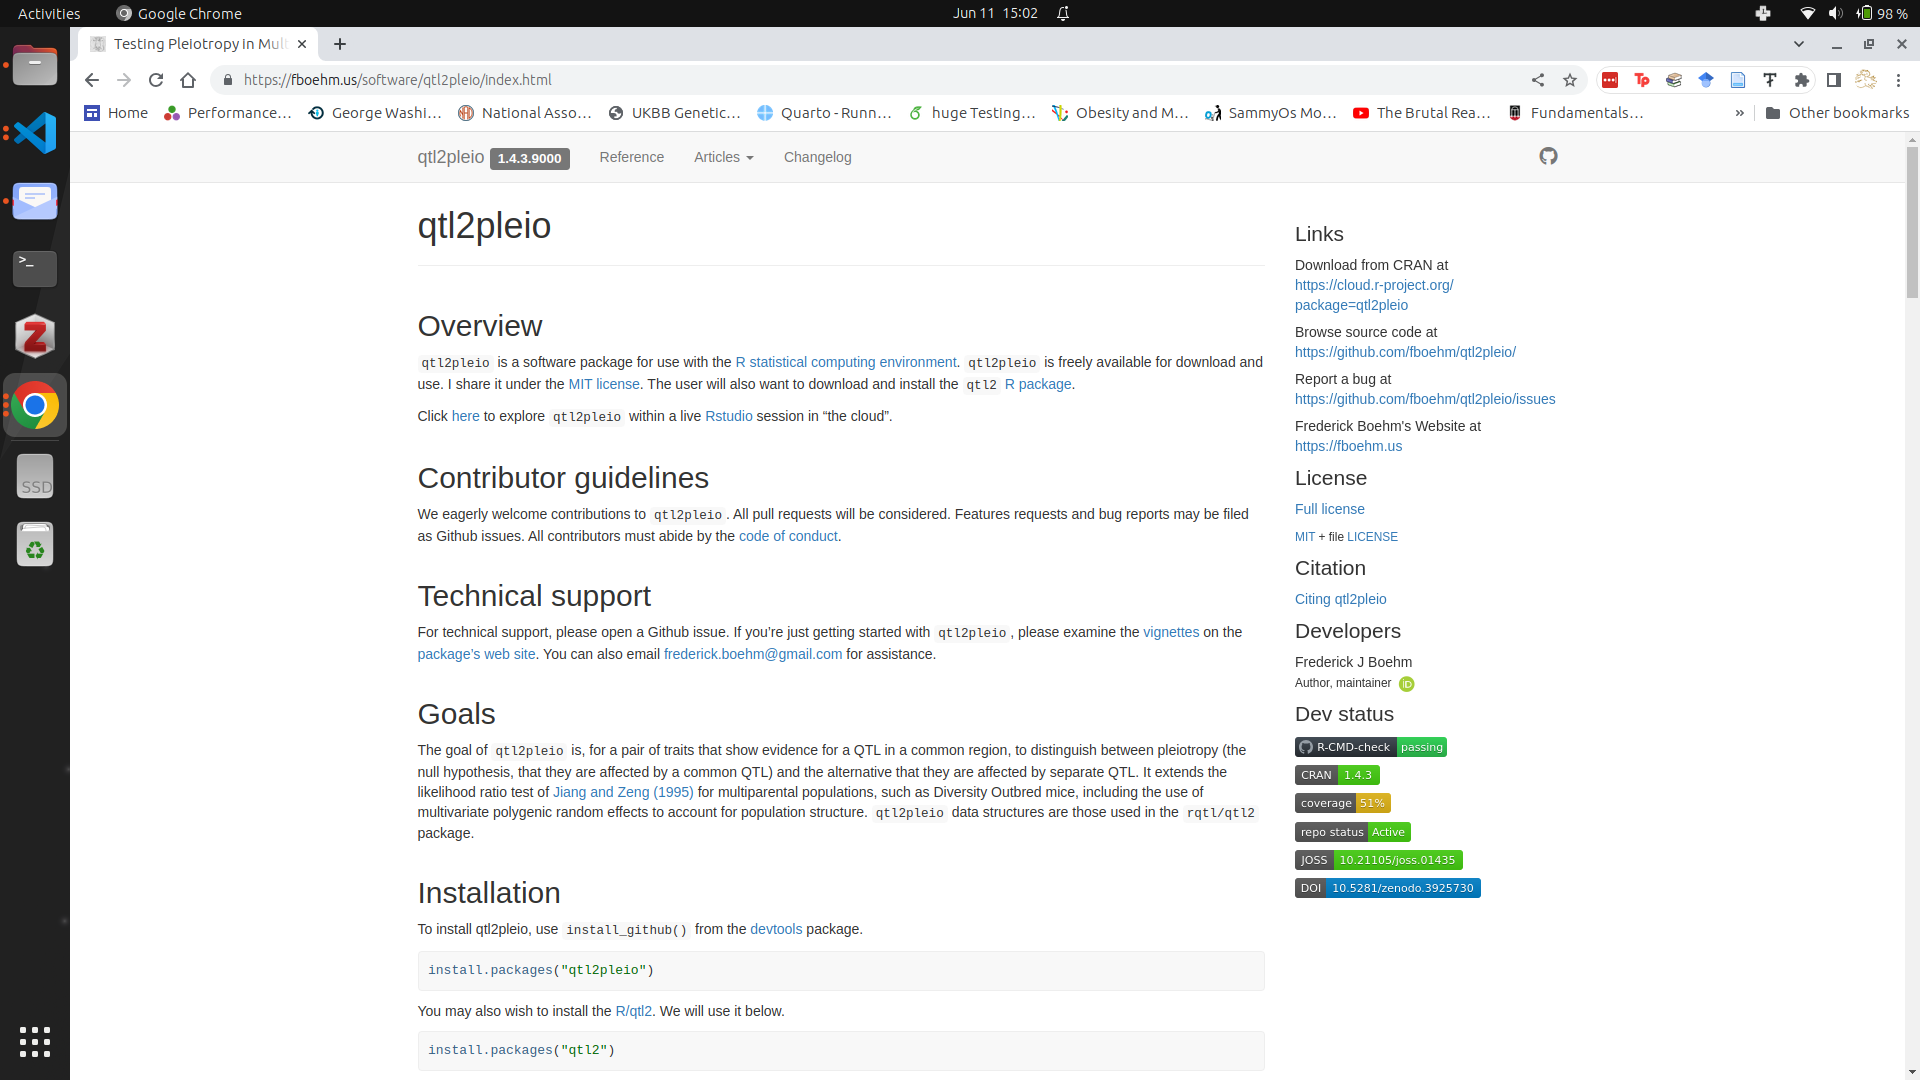 Activities
Google Chrome
Jun 11 15:02
98 %
Testing Pleiotropy in Mult
https://fboehm.us/software/qtl2pleio/index.html
Home
Performance…
George Washi…
National Asso…
UKBB Genetic…
Quarto - Runn…
huge Testing…
Obesity and M…
SammyOs Mo…
The Brutal Rea…
Fundamentals…
»
Other bookmarks
qtl2pleio 1.4.3.9000 Reference Articles Changelog
qtl2pleio
Overview
qtl2pleio is a software package for use with the R statistical computing environment. qtl2pleio is freely available for download and
use. I share it under the MIT license. The user will also want to download and install the qtl2 R package.
Click here to explore qtl2pleio within a live Rstudio session in “the cloud”.
Contributor guidelines
We eagerly welcome contributions to qtl2pleio. All pull requests will be considered. Features requests and bug reports may be filed
as Github issues. All contributors must abide by the code of conduct.
Technical support
For technical support, please open a Github issue. If you’re just getting started with qtl2pleio, please examine the vignettes on the
package’s web site. You can also email frederick.boehm@gmail.com for assistance.
Goals
The goal of qtl2pleio is, for a pair of traits that show evidence for a QTL in a common region, to distinguish between pleiotropy (the
null hypothesis, that they are affected by a common QTL) and the alternative that they are affected by separate QTL. It extends the
likelihood ratio test of Jiang and Zeng (1995) for multiparental populations, such as Diversity Outbred mice, including the use of
multivariate polygenic random effects to account for population structure. qtl2pleio data structures are those used in the rqtl/qtl2
package.
Installation
To install qtl2pleio, use install_github() from the devtools package.
install.packages("qtl2pleio")
You may also wish to install the R/qtl2. We will use it below.
install.packages("qtl2")
Links
Download from CRAN at
https://cloud.r-project.org/
package=qtl2pleio
Browse source code at
https://github.com/fboehm/qtl2pleio/
Report a bug at
https://github.com/fboehm/qtl2pleio/issues
Frederick Boehm's Website at
https://fboehm.us
License
Full license
MIT + file LICENSE
Citation
Citing qtl2pleio
Developers
Frederick J Boehm
Author, maintainer iD
Dev status
R-CMD-check passing
CRAN 1.4.3
coverage 51%
repo status Active
JOSS 10.21105/joss.01435
DOI 10.5281/zenodo.3925730
>_
Z
SSD
Tp